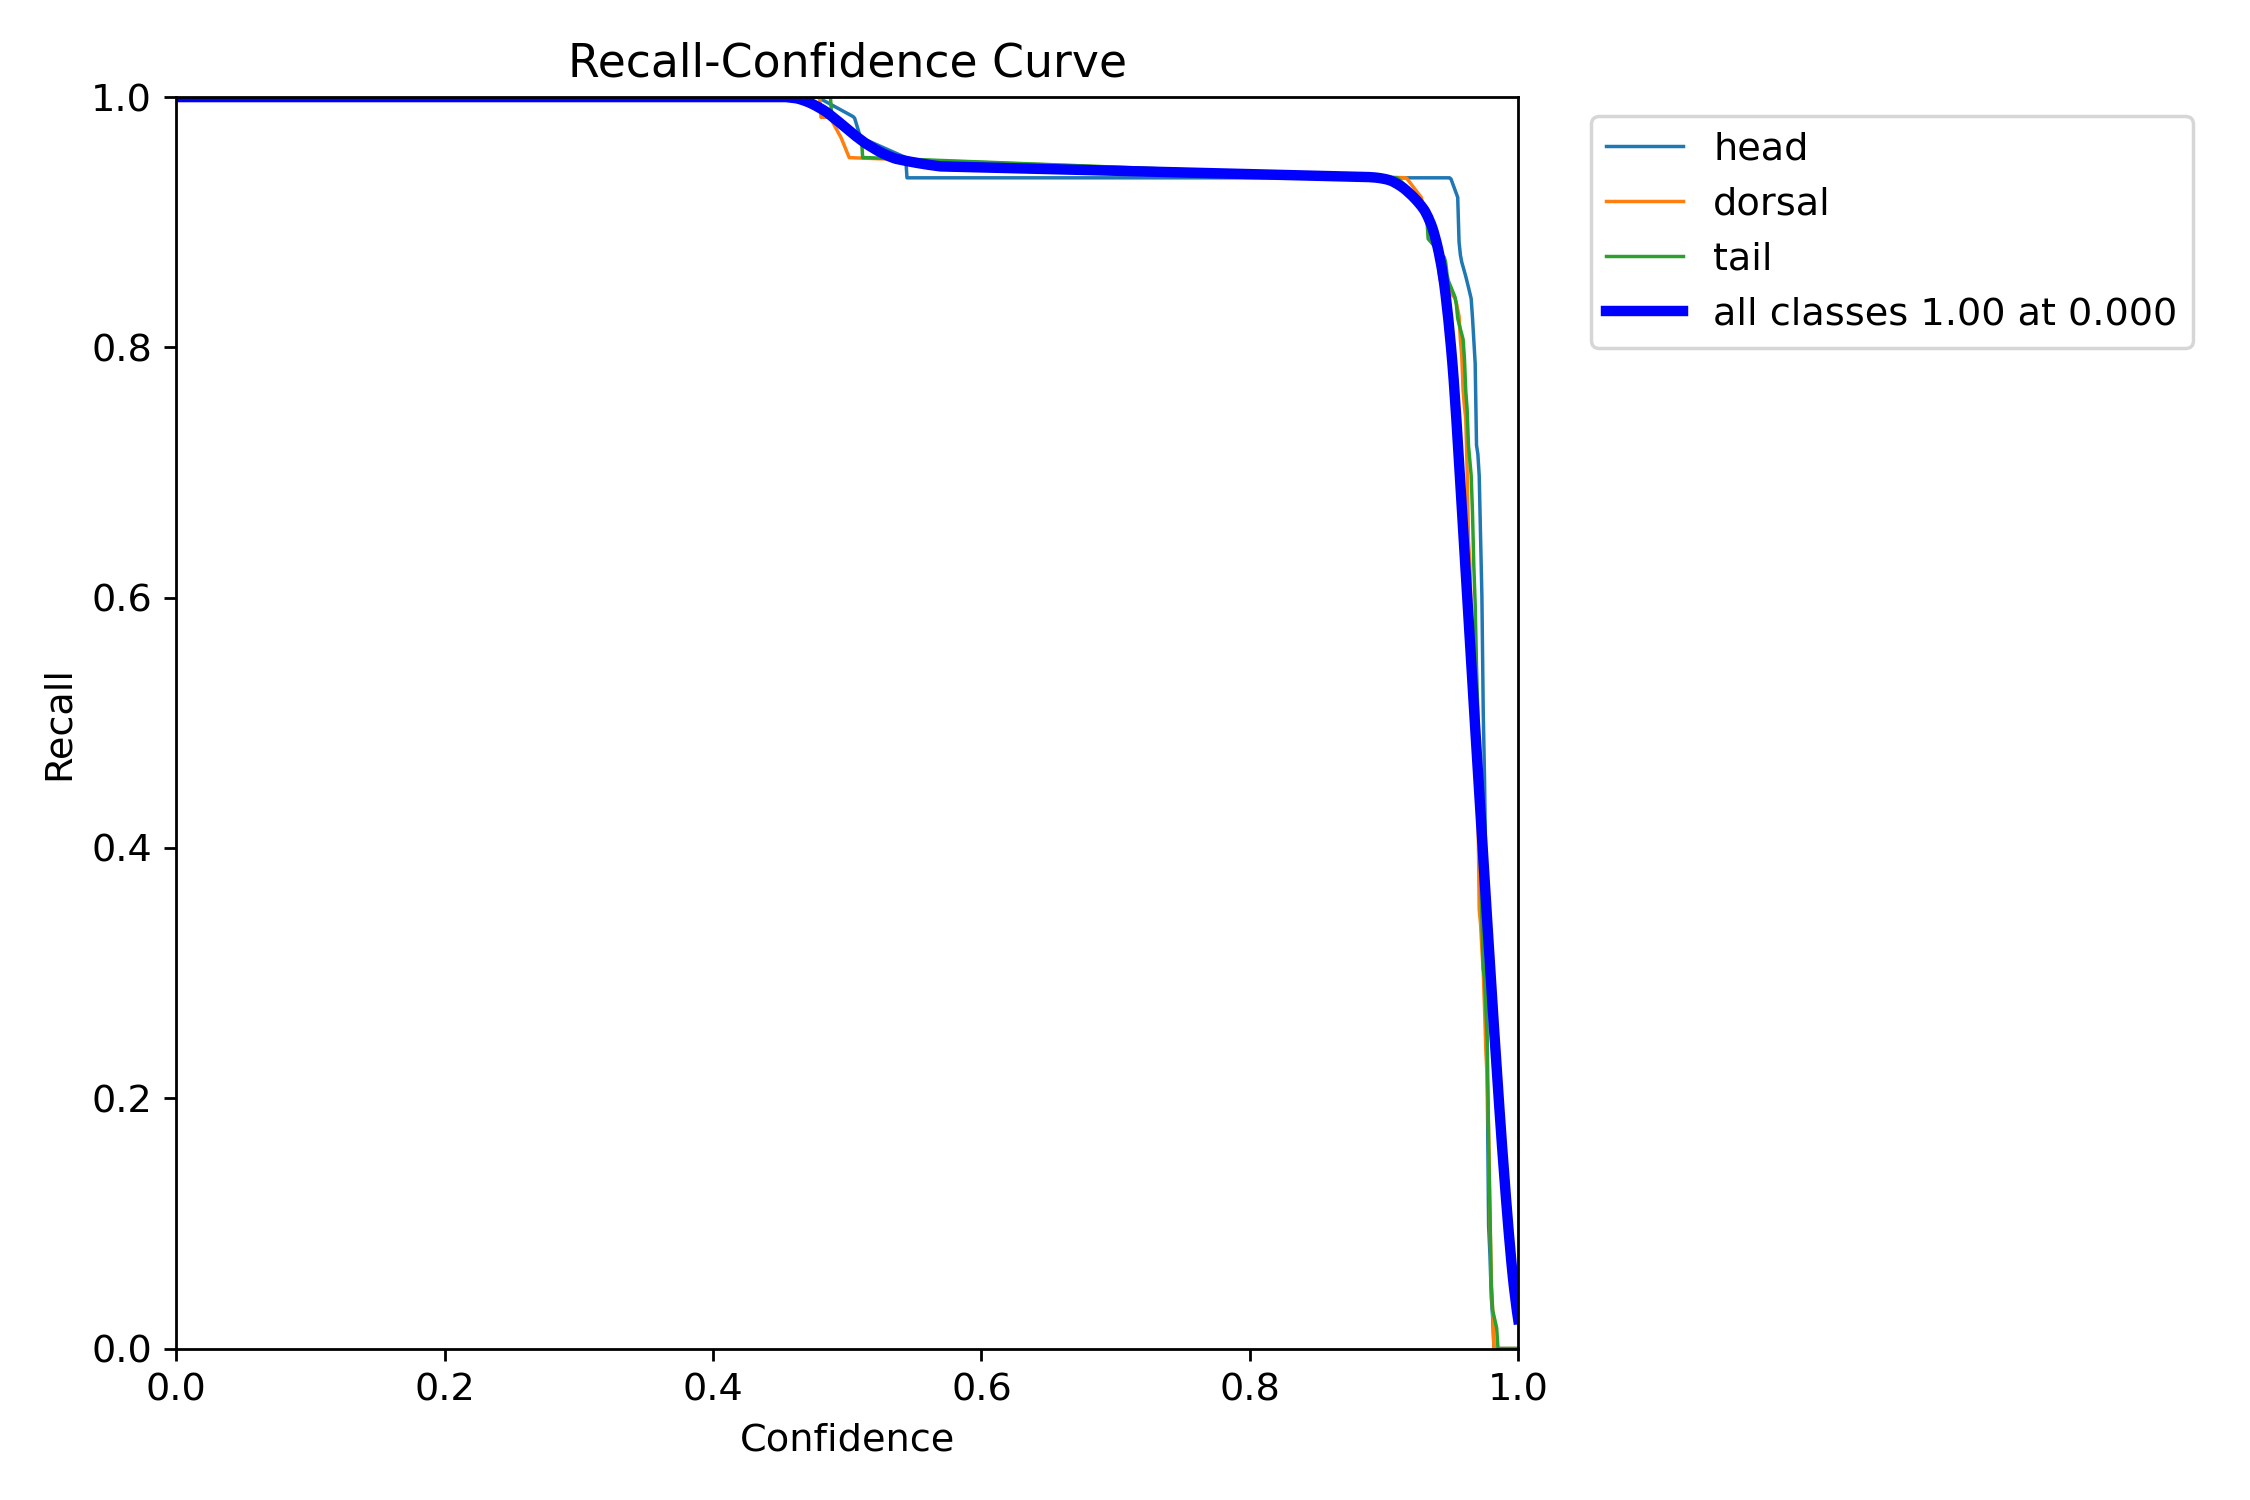 Recall-Confidence Curve
1.0
0.8
0.6
0.4
0.2
0.0
Recall
0.0 0.2 0.4 0.6 0.8 1.0
Confidence
head
dorsal
tail
all classes 1.00 at 0.000